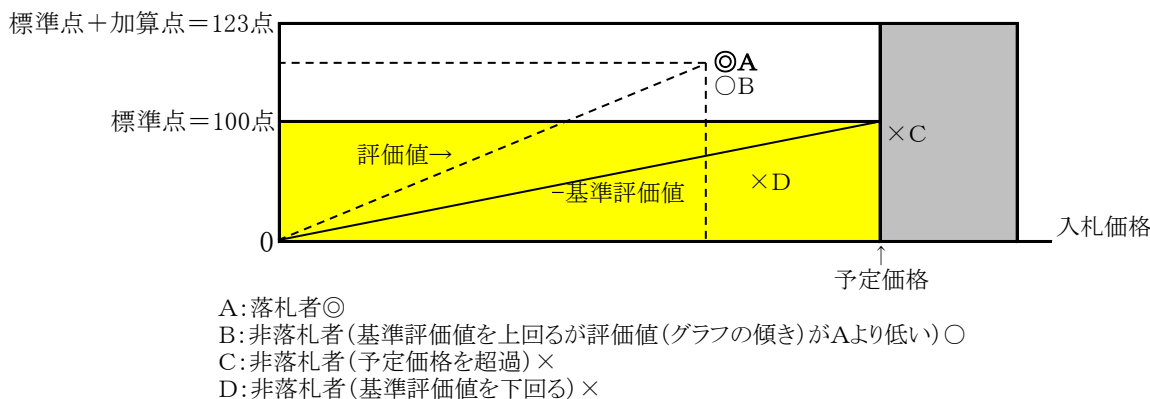 標準点＋加算点＝123点
◎A
○B
標準点＝100点
×C
評価値→
×D
基準評価値
0
入札価格
↑
予定価格
A：落札者◎
B：非落札者（基準評価値を上回るが評価値（グラフの傾き）がAより低い）○
C：非落札者（予定価格を超過）×
D：非落札者（基準評価値を下回る）×